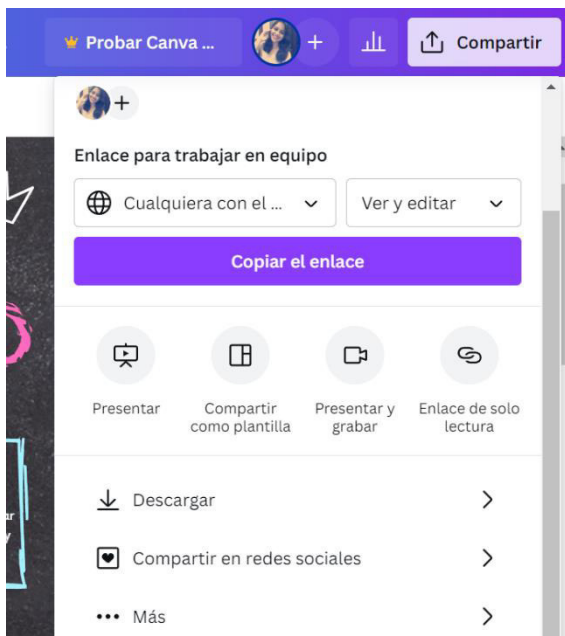 Probar Canva ...
Compartir
Enlace para trabajar en equipo
Cualquiera con el ...
Ver y editar
Copiar el enlace
Presentar
Compartir
como plantilla
Presentar y
grabar
Enlace de solo
lectura
Descargar
Compartir en redes sociales
Más